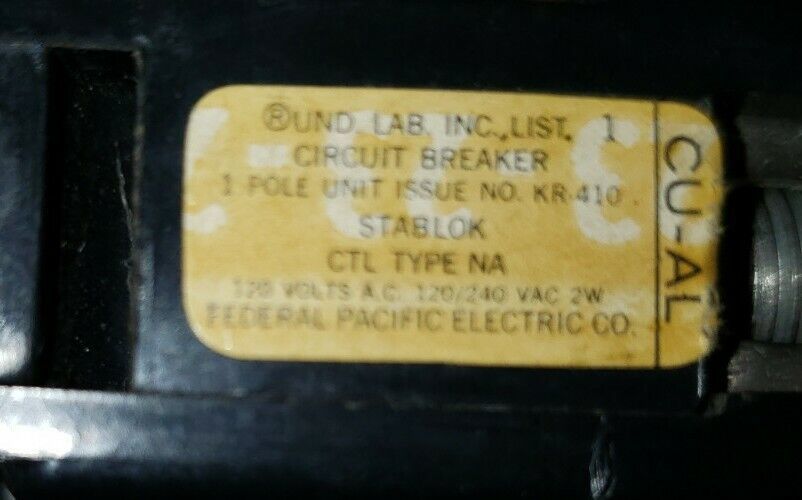 ®UND. LAB. INC., LIST. 1
CIRCUIT BREAKER
1 POLE UNIT ISSUE NO. KR-410
STABLOK
CTL TYPE NA
120 VOLTS A.C. 120/240 VAC 2W
FEDERAL PACIFIC ELECTRIC CO.
CU-AL